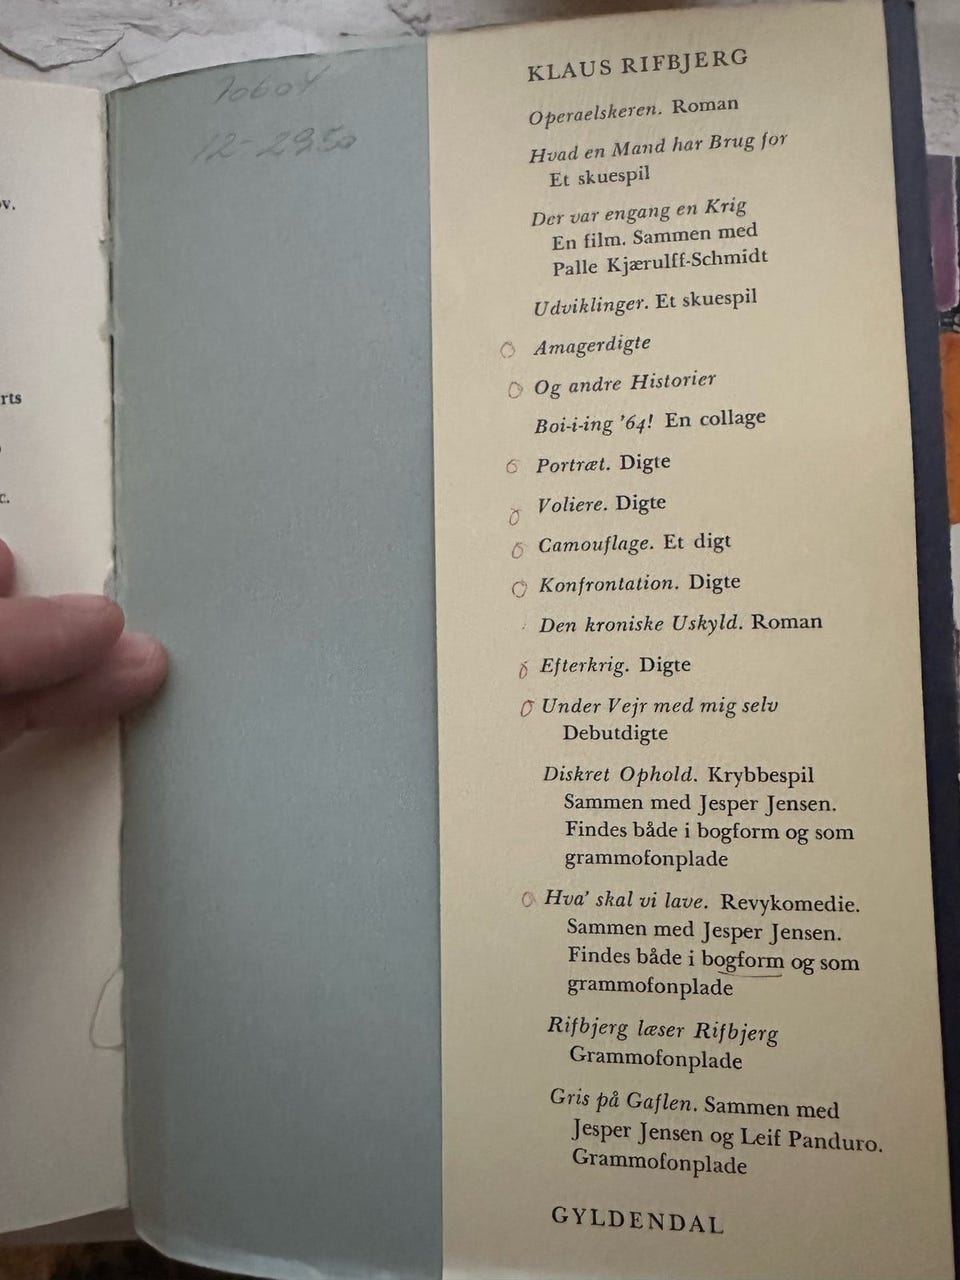 ov.
rts
c.
70604
12-2950
KLAUS RIFBJERG
Operaelskeren. Roman
Hvad en Mand har Brug for
Et skuespil
Der var engang en Krig
En film. Sammen med
Palle Kjærulff-Schmidt
Udviklinger. Et skuespil
Amagerdigte
Og andre Historier
Boi-i-ing '64! En collage
Portræt. Digte
Voliere. Digte
Camouflage. Et digt
Konfrontation. Digte
Den kroniske Uskyld. Roman
Efterkrig. Digte
Under Vejr med mig selv
Debutdigte
Diskret Ophold. Krybbespil
Sammen med Jesper Jensen.
Findes både i bogform og som
grammofonplade
Hva' skal vi lave. Revykomedie.
Sammen med Jesper Jensen.
Findes både i bogform og som
grammofonplade
Rifbjerg læser Rifbjerg
Grammofonplade
Gris på Gaflen. Sammen med
Jesper Jensen og Leif Panduro.
Grammofonplade
GYLDENDAL